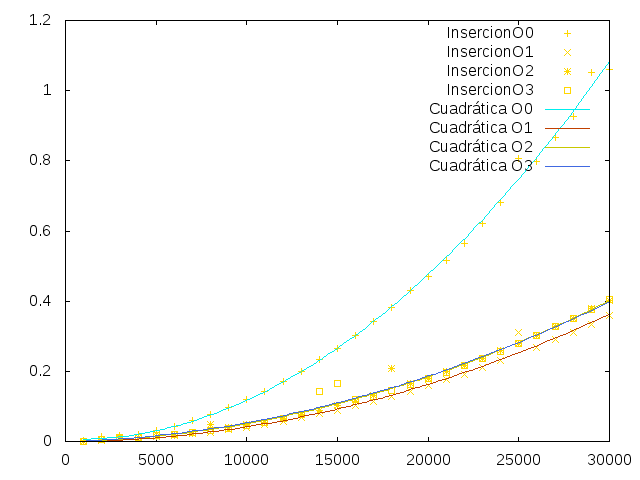 1.2
1
0.8
0.6
0.4
0.2
0
0 5000 10000 15000 20000 25000 30000
InsercionO0
InsercionO1
InsercionO2
InsercionO3
Cuadrática O0
Cuadrática O1
Cuadrática O2
Cuadrática O3